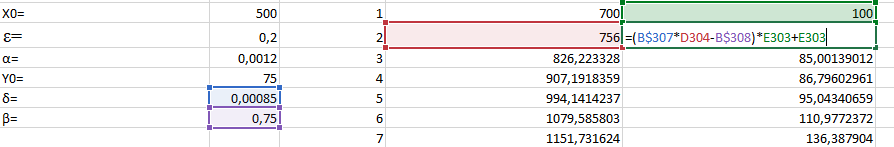 X0= 500 1 700 100
ε= 0,2 2 756 =(B$307*D304-B$308)*E303+E303
α= 0,0012 3 826,223328 85,00139012
Y0= 75 4 907,1918359 86,79602961
δ= 0,00085 5 994,1414237 95,04340659
β= 0,75 6 1079,585803 110,9772372
7 1151,731624 136,387904